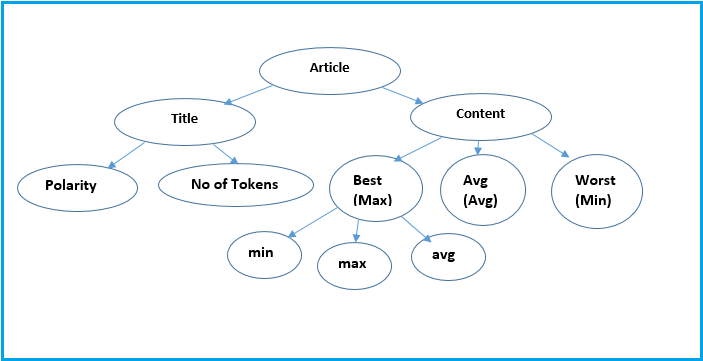 Article
Title
Content
Polarity
No of Tokens
Best
(Max)
Avg
(Avg)
Worst
(Min)
min
max
avg